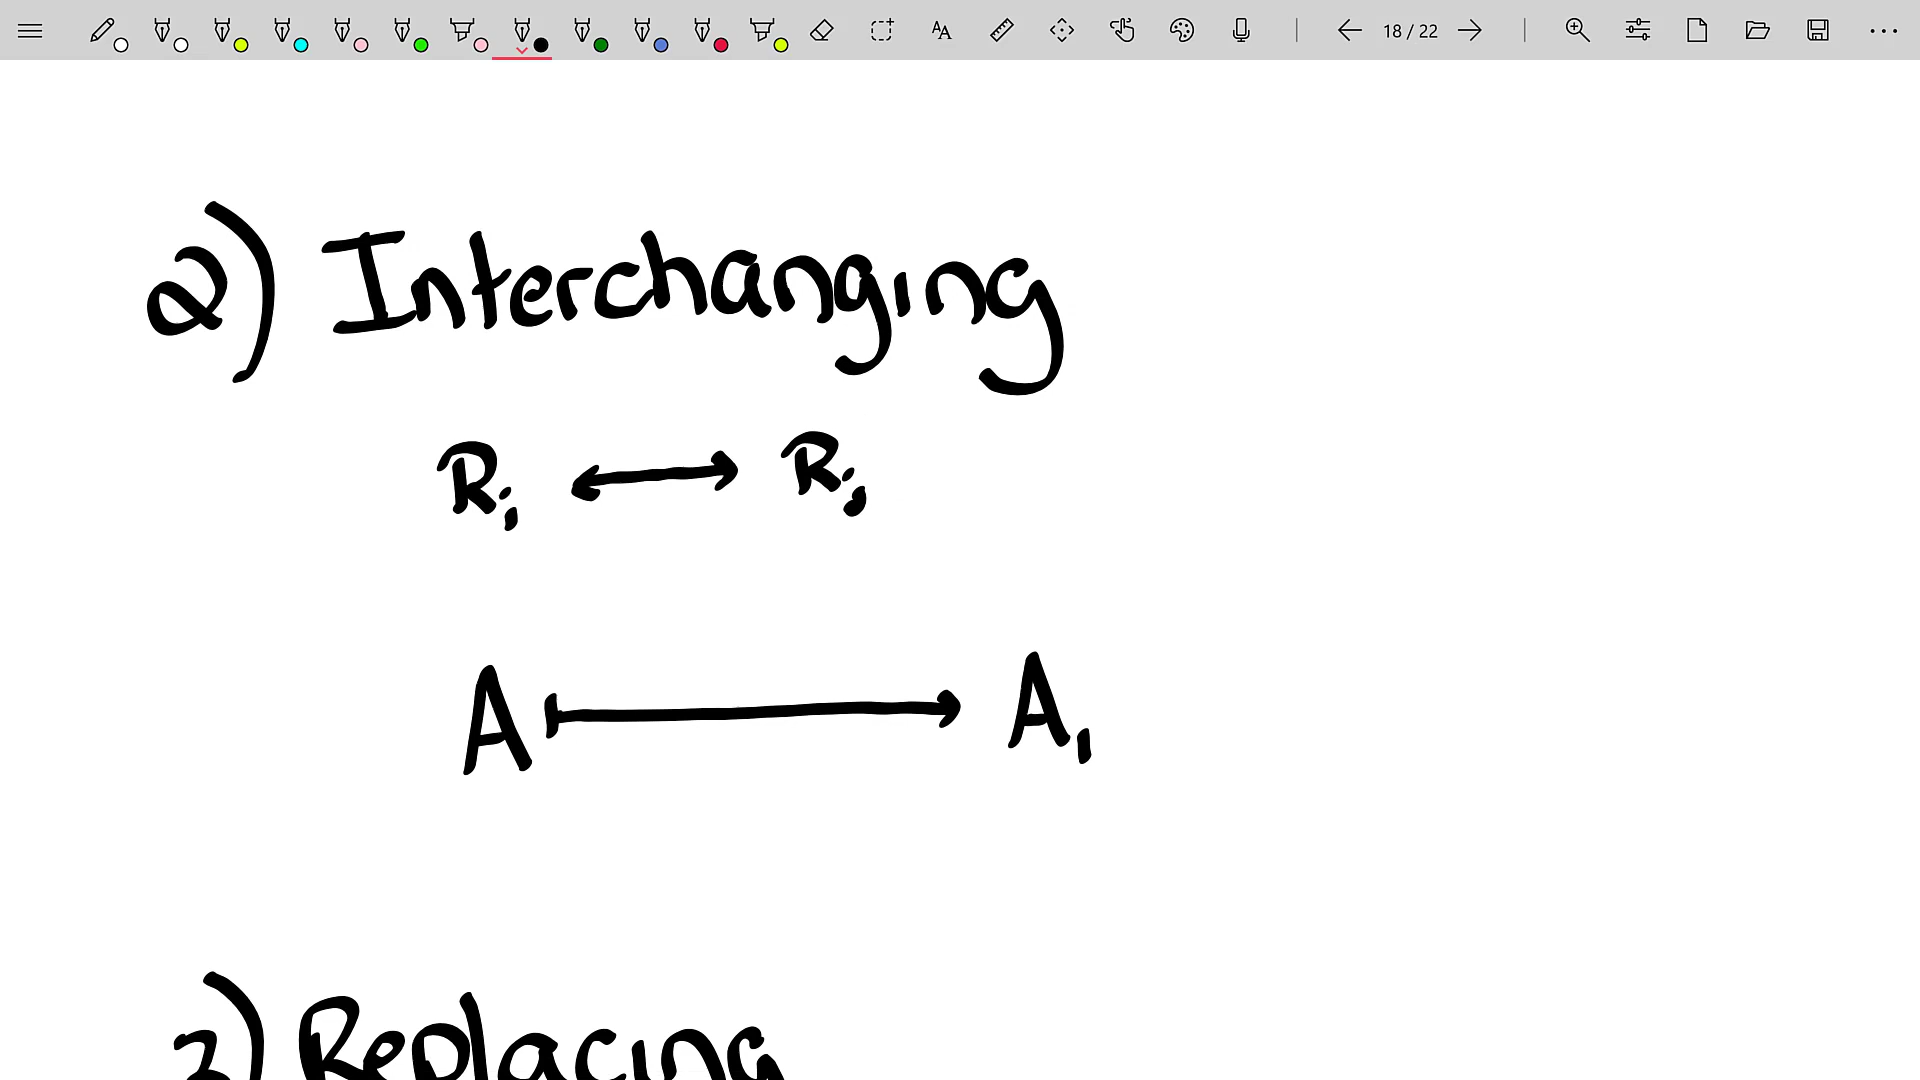 18 / 22
2) Interchanging
Ri ↔ Rj
A ↦ A1
3) Replacing